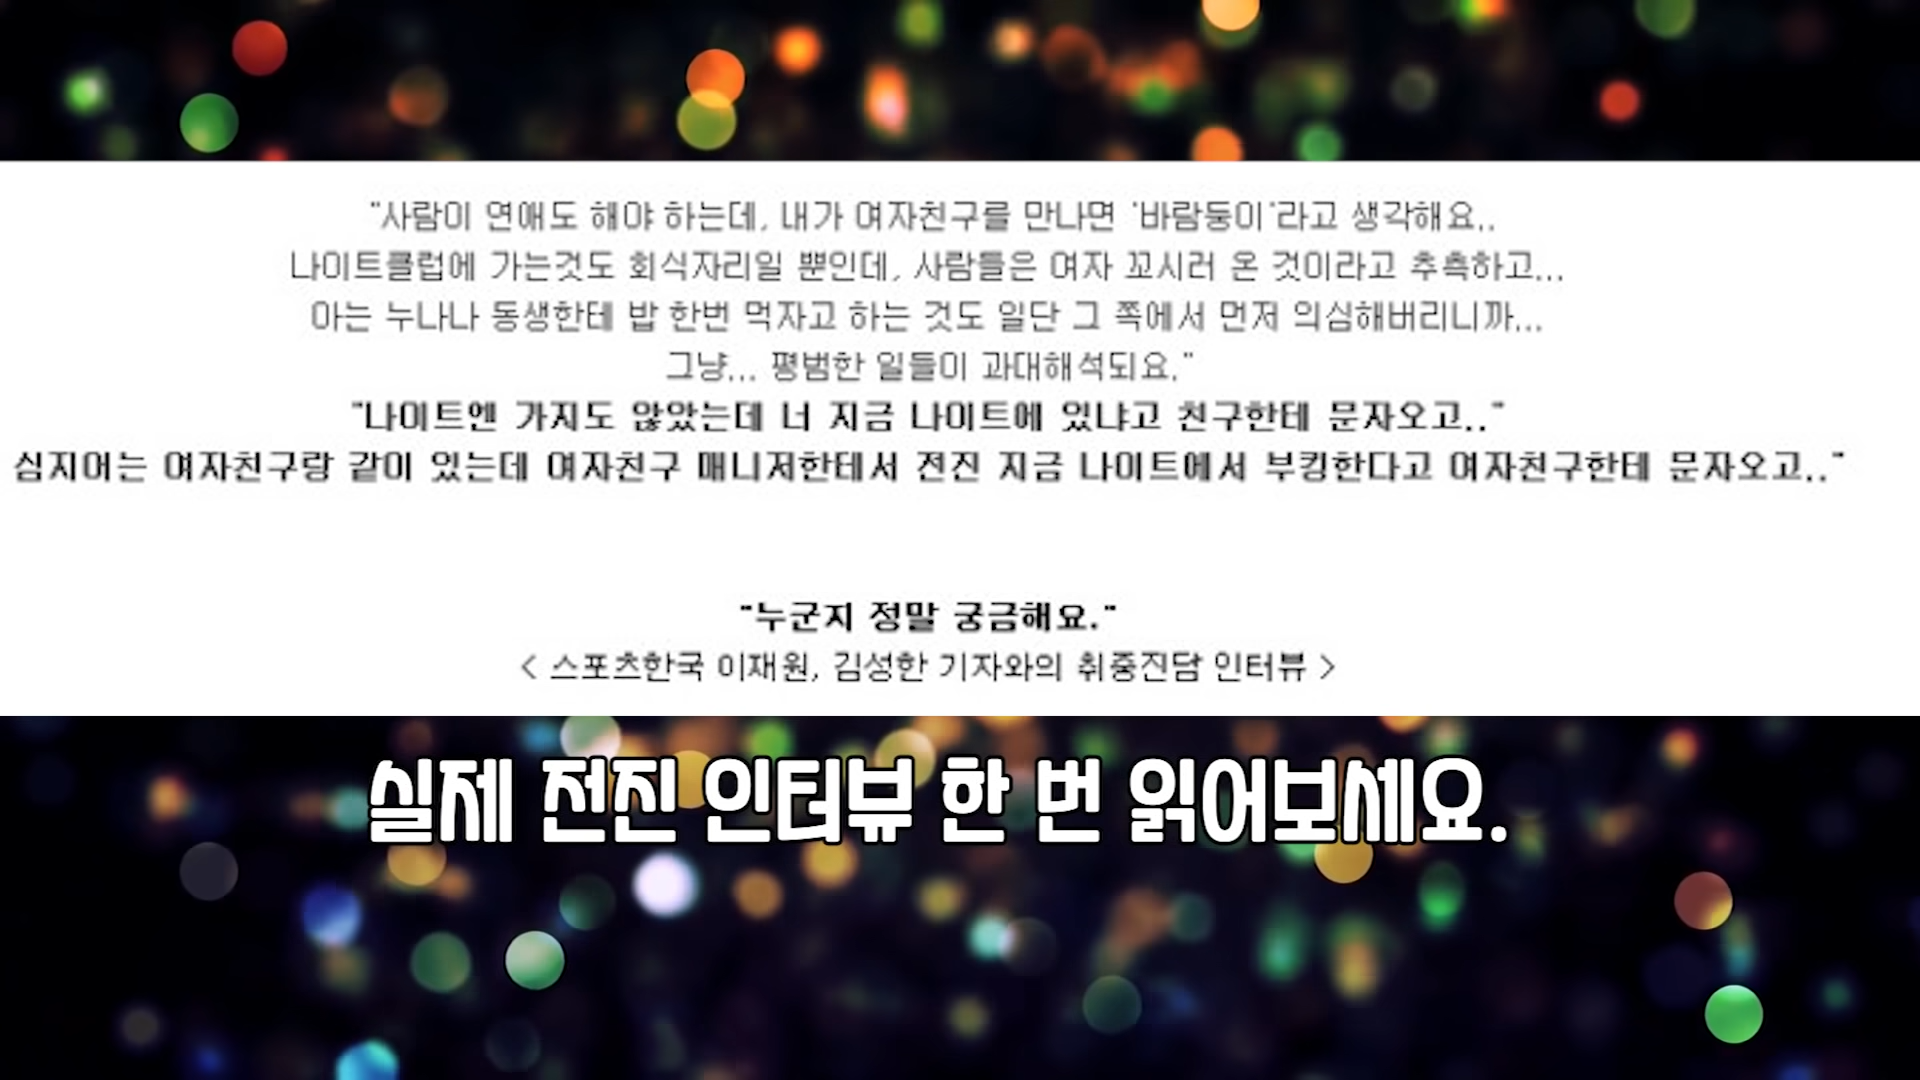 "사람이 연애도 해야 하는데, 내가 여자친구를 만나면 '바람둥이'라고 생각해요..
나이트클럽에 가는것도 회식자리일 뿐인데, 사람들은 여자 꼬시러 온 것이라고 추측하고...
아는 누나나 동생한테 밥 한번 먹자고 하는 것도 일단 그 쪽에서 먼저 의심해버리니까...
그냥... 평범한 일들이 과대해석되요."
"나이트엔 가지도 않았는데 너 지금 나이트에 있냐고 친구한테 문자오고.."
심지어는 여자친구랑 같이 있는데 여자친구 매니저한테서 전진 지금 나이트에서 부킹한다고 여자친구한테 문자오고.."
"누군지 정말 궁금해요."
< 스포츠한국 이재원, 김성한 기자와의 취중진담 인터뷰 >
실제 전진 인터뷰 한 번 읽어보세요.